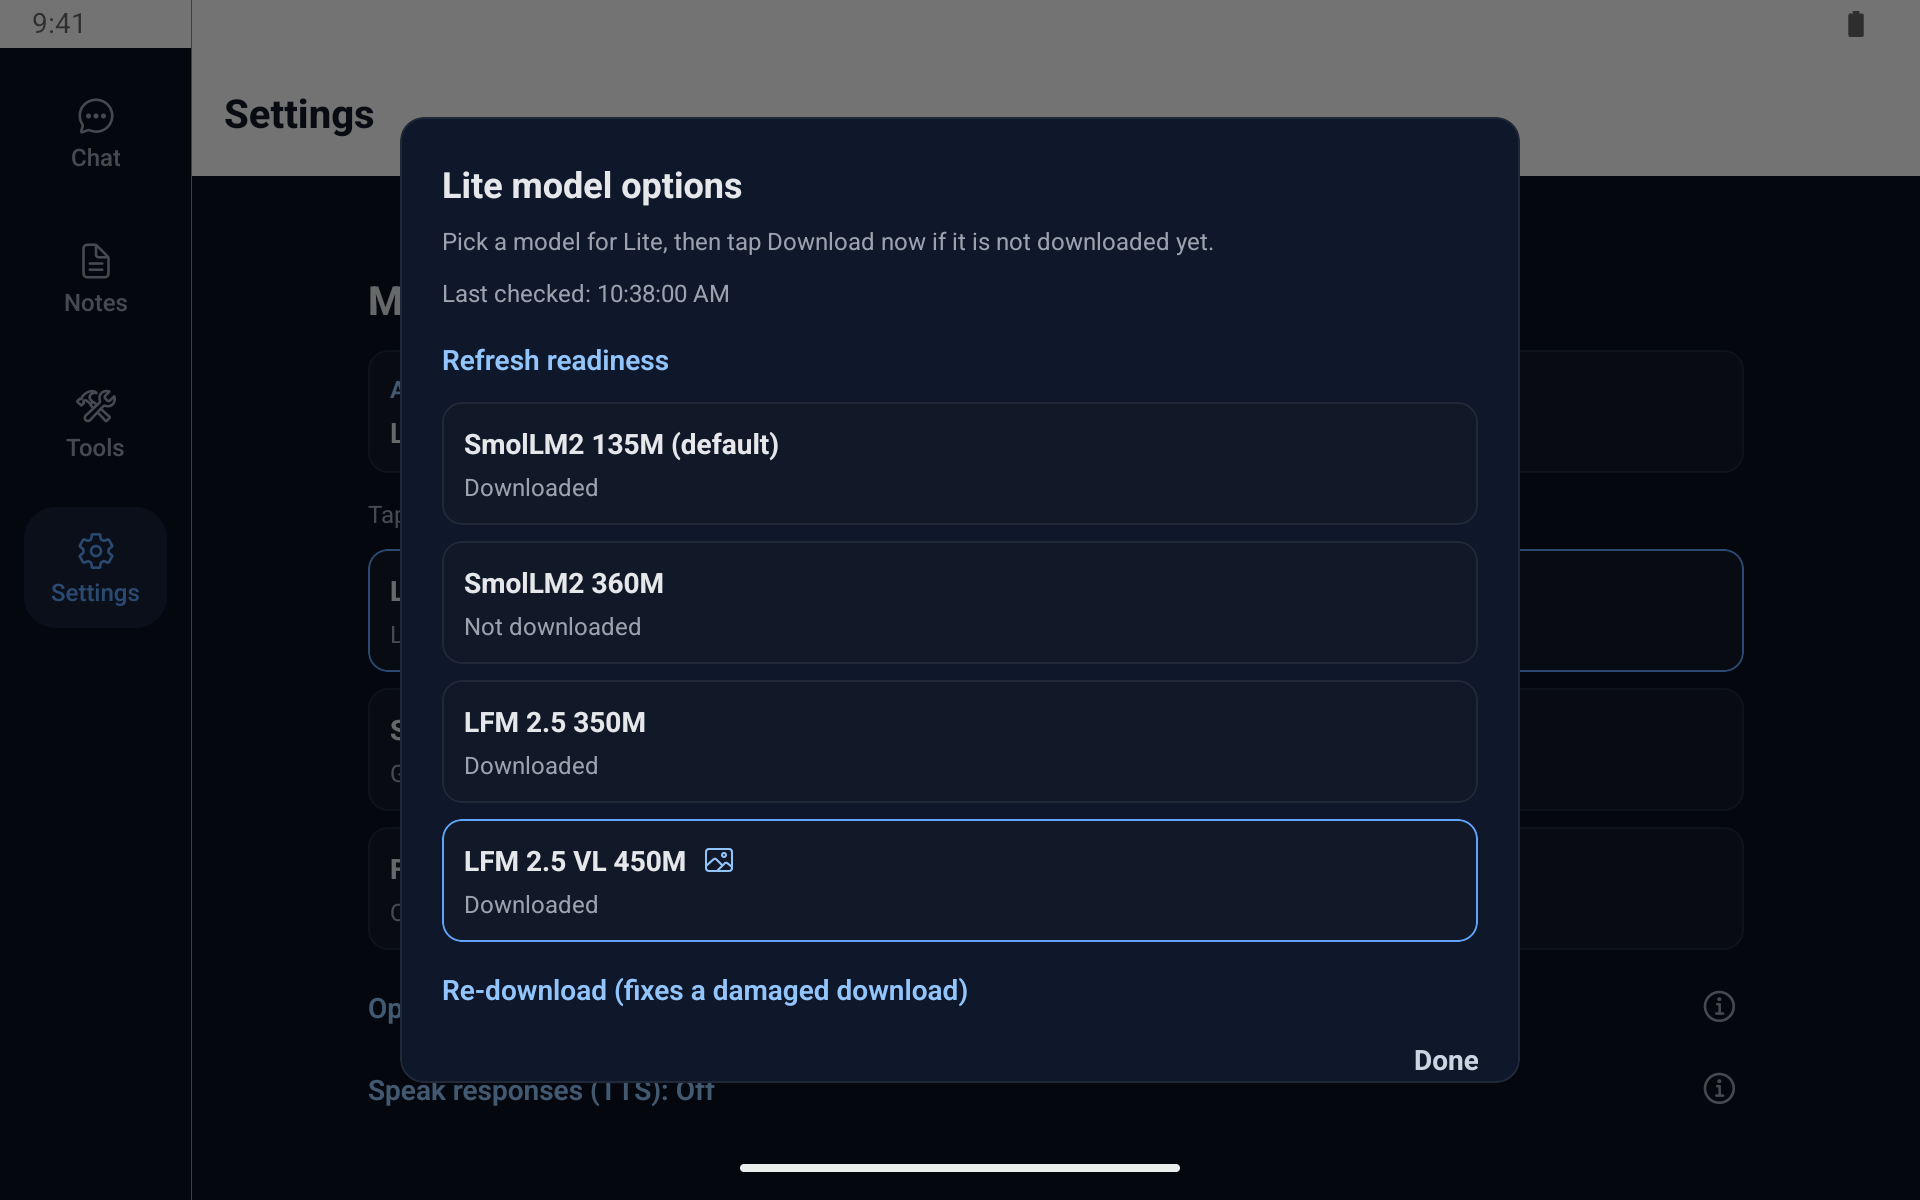 9:41
Chat
Notes
Tools
Settings
Settings
Lite model options
Pick a model for Lite, then tap Download now if it is not downloaded yet.
Last checked: 10:38:00 AM
Refresh readiness
SmolLM2 135M (default)
Downloaded
SmolLM2 360M
Not downloaded
LFM 2.5 350M
Downloaded
LFM 2.5 VL 450M
Downloaded
Re-download (fixes a damaged download)
Done
Speak responses (TTS): Off